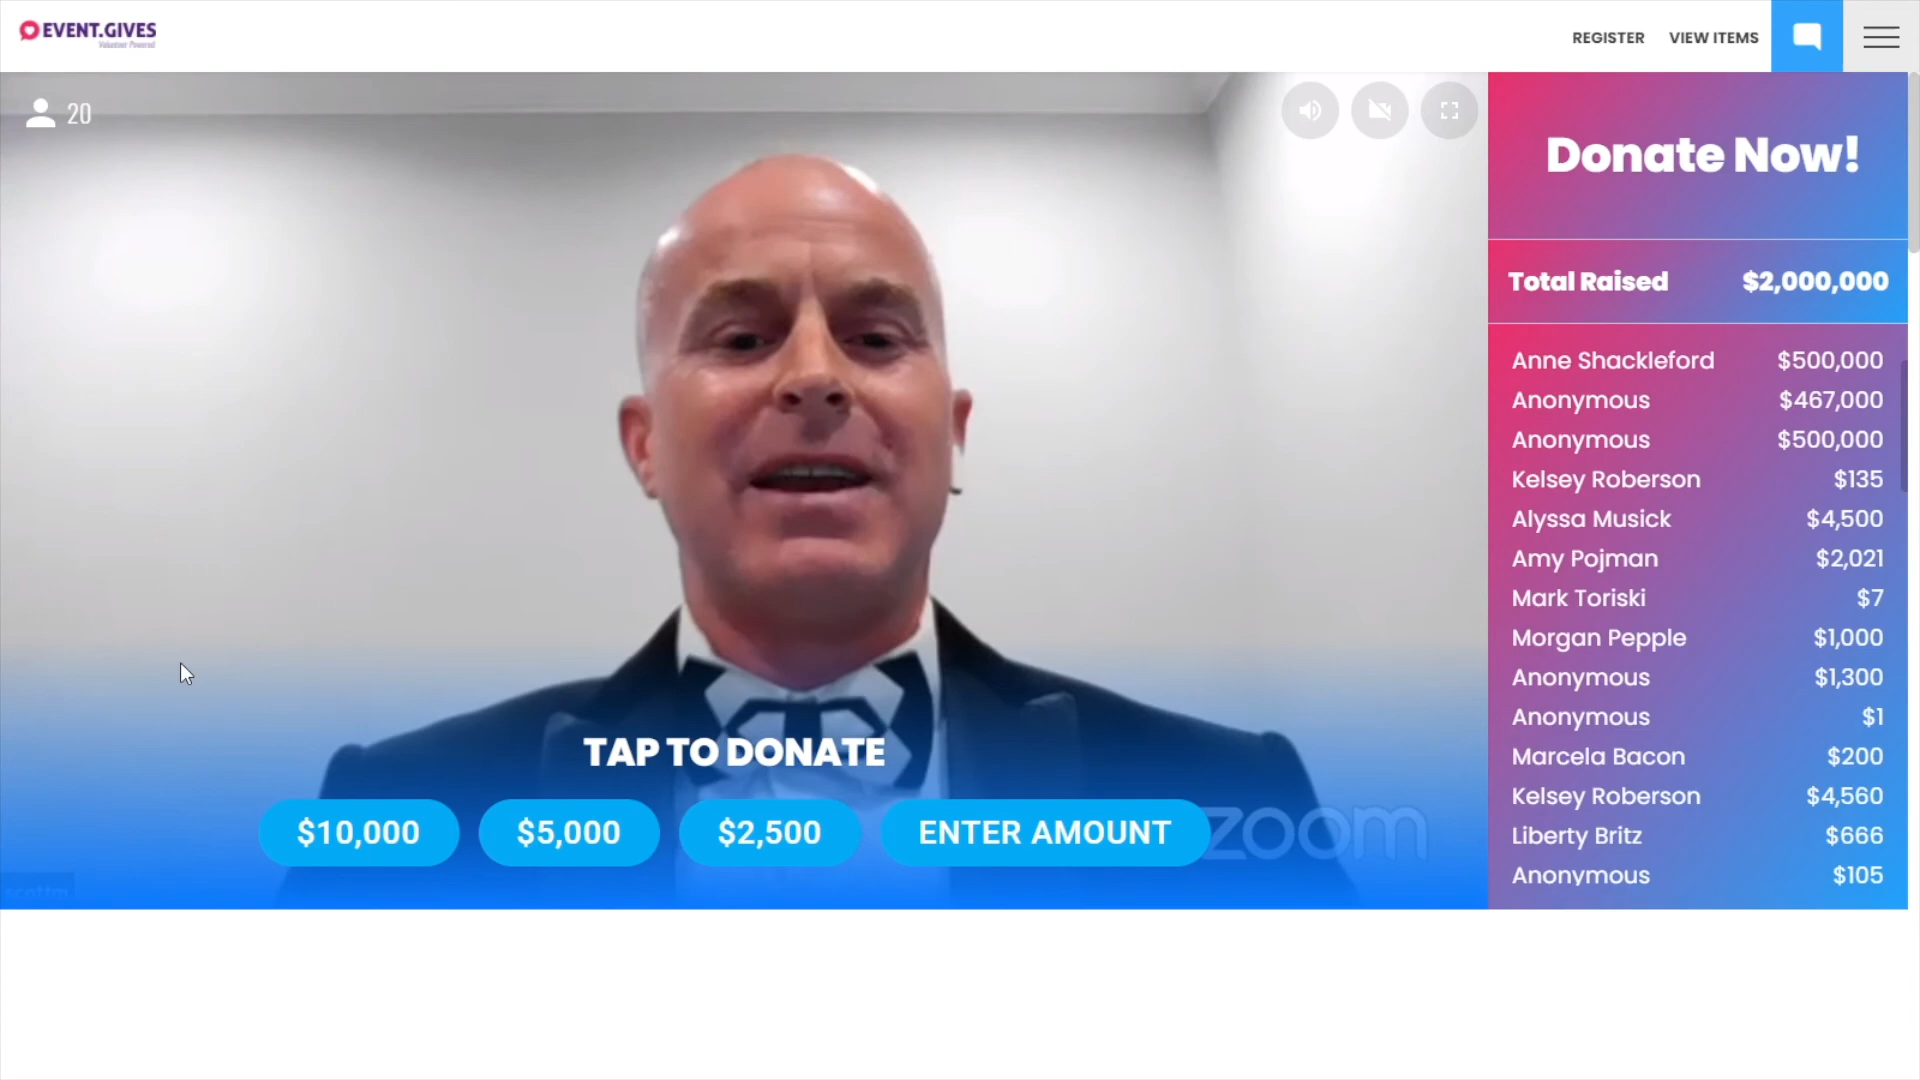 EVENT.GIVES
Volunteer Powered
REGISTER
VIEW ITEMS
20
Donate Now!
Total Raised $2,000,000
Anne Shackleford $500,000
Anonymous $467,000
Anonymous $500,000
Kelsey Roberson $135
Alyssa Musick $4,500
Amy Pojman $2,021
Mark Toriski $7
Morgan Pepple $1,000
Anonymous $1,300
Anonymous $1
Marcela Bacon $200
Kelsey Roberson $4,560
Liberty Britz $666
Anonymous $105
TAP TO DONATE
$10,000 $5,000 $2,500 ENTER AMOUNT
zoom